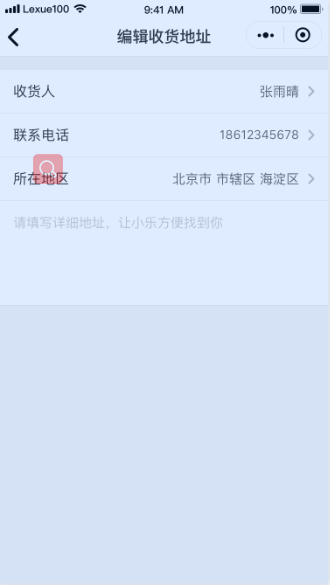 Lexue100 9:41 AM 100%
编辑收货地址
收货人 张雨晴
联系电话 18612345678
所在地区 北京市 市辖区 海淀区
请填写详细地址，让小乐方便找到你